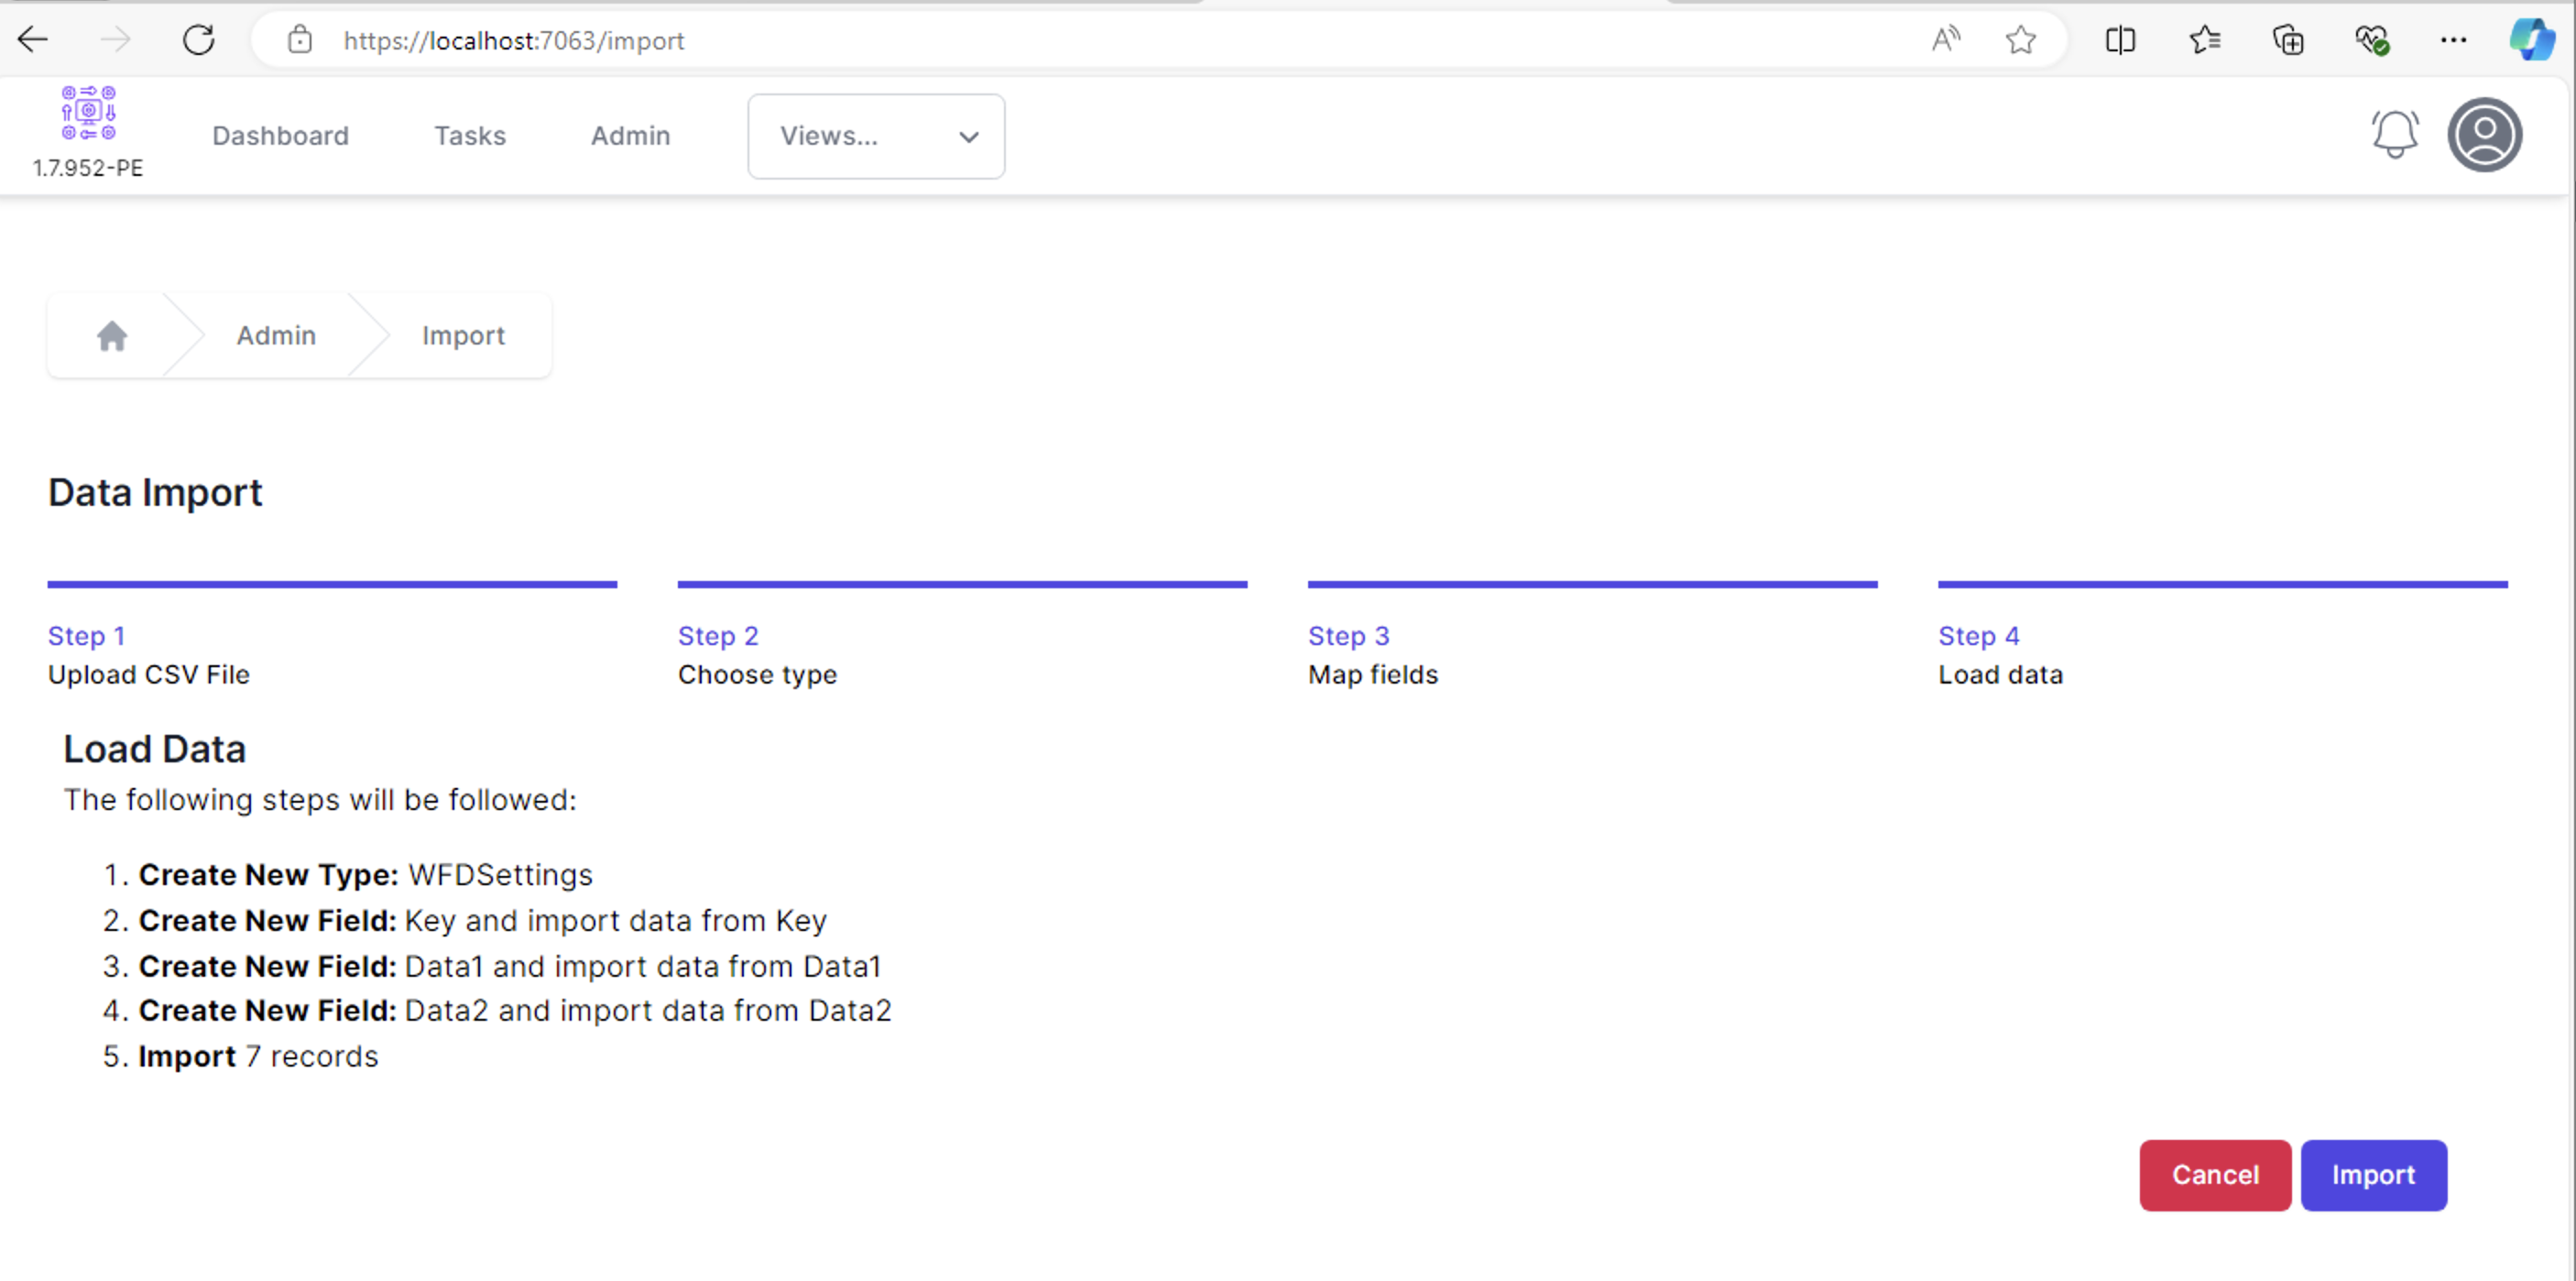 https://localhost:7063/import
1.7.952-PE
Dashboard
Tasks
Admin
Views...
Admin
Import
Data Import
Step 1
Upload CSV File
Step 2
Choose type
Step 3
Map fields
Step 4
Load data
Load Data
The following steps will be followed:
1. Create New Type: WFDSettings
2. Create New Field: Key and import data from Key
3. Create New Field: Data1 and import data from Data1
4. Create New Field: Data2 and import data from Data2
5. Import 7 records
Cancel
Import